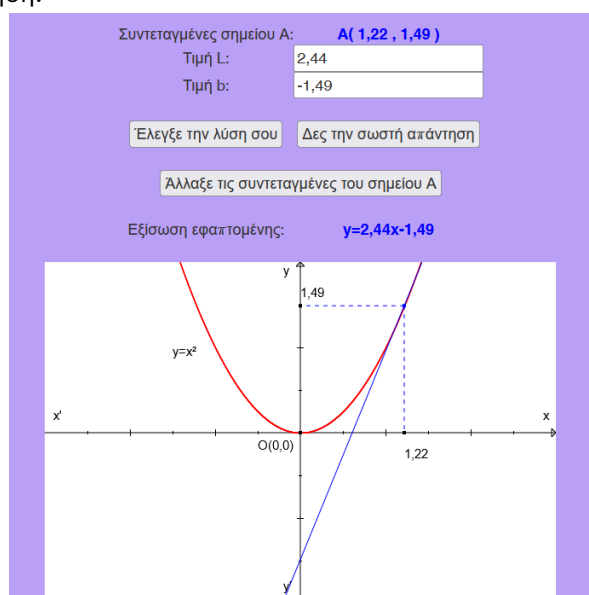 Συντεταγμένες σημείου Α: Α( 1,22 , 1,49 )
Τιμή L: 2,44
Τιμή b: -1,49
Έλεγξε την λύση σου Δες την σωστή απάντηση
Άλλαξε τις συντεταγμένες του σημείου Α
Εξίσωση εφαπτομένης: y=2,44x-1,49
y
1,49
y=x²
x' x
O(0,0)
1,22
y'